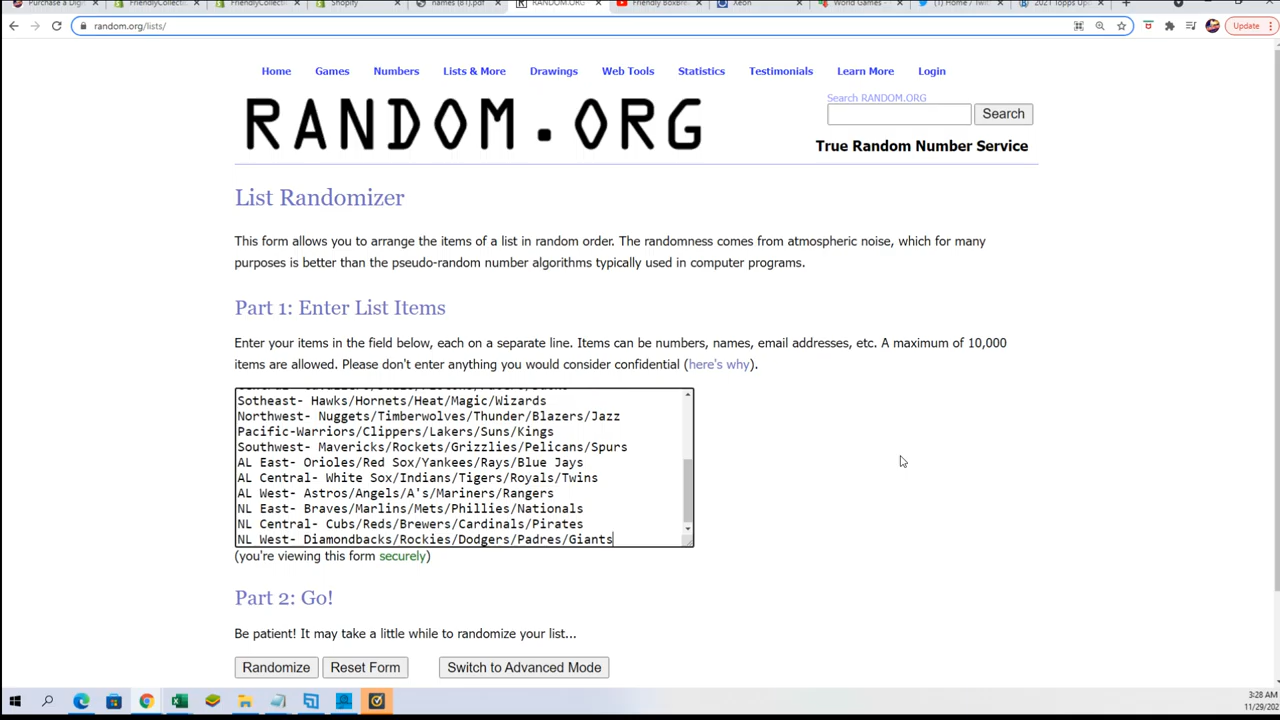 Purchase a Digi
FriendlyCollecti
FriendlyCollecti
Shopify
names (61).pdf
RANDOM.ORG
Friendly Boxbre
Xeon
World Games -
(1) Home / Twit
2021 Topps Up
random.org/lists/
Update
Home Games Numbers Lists & More Drawings Web Tools Statistics Testimonials Learn More Login
RANDOM.ORG
Search RANDOM.ORG
Search
True Random Number Service
List Randomizer
This form allows you to arrange the items of a list in random order. The randomness comes from atmospheric noise, which for many
purposes is better than the pseudo-random number algorithms typically used in computer programs.
Part 1: Enter List Items
Enter your items in the field below, each on a separate line. Items can be numbers, names, email addresses, etc. A maximum of 10,000
items are allowed. Please don't enter anything you would consider confidential (here's why).
Sotheast- Hawks/Hornets/Heat/Magic/Wizards
Northwest- Nuggets/Timberwolves/Thunder/Blazers/Jazz
Pacific-Warriors/Clippers/Lakers/Suns/Kings
Southwest- Mavericks/Rockets/Grizzlies/Pelicans/Spurs
AL East- Orioles/Red Sox/Yankees/Rays/Blue Jays
AL Central- White Sox/Indians/Tigers/Royals/Twins
AL West- Astros/Angels/A's/Mariners/Rangers
NL East- Braves/Marlins/Mets/Phillies/Nationals
NL Central- Cubs/Reds/Brewers/Cardinals/Pirates
NL West- Diamondbacks/Rockies/Dodgers/Padres/Giants
(you're viewing this form securely)
Part 2: Go!
Be patient! It may take a little while to randomize your list...
Randomize Reset Form Switch to Advanced Mode
3:28 AM
11/29/202